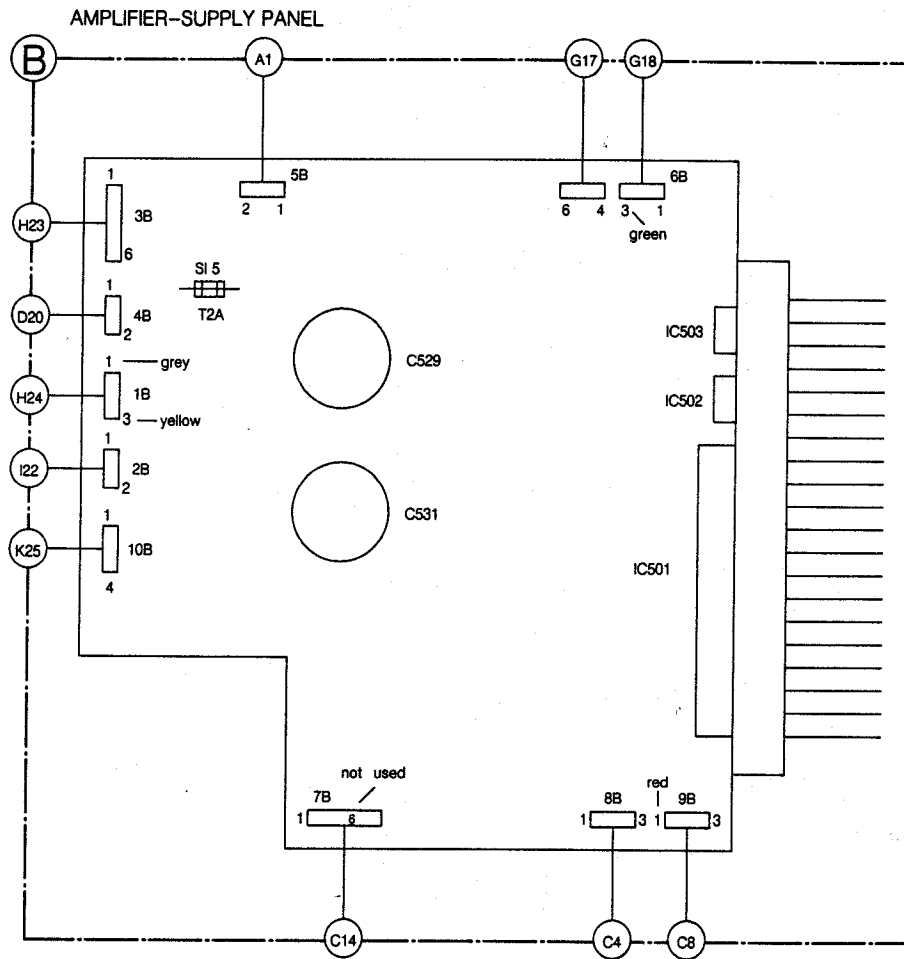 AMPLIFIER-SUPPLY PANEL
B
A1
G17
G18
5B
2 1
6 4
6B
3 1
green
H23
1
3B
6
SI 5
T2A
D20
1
4B
2
C529
IC503
1 grey
H24
1B
3 yellow
IC502
I22
1
2B
2
C531
K25
1
10B
4
IC501
not used
7B
1 6
red
8B
1 3
9B
1 3
C14
C4
C8